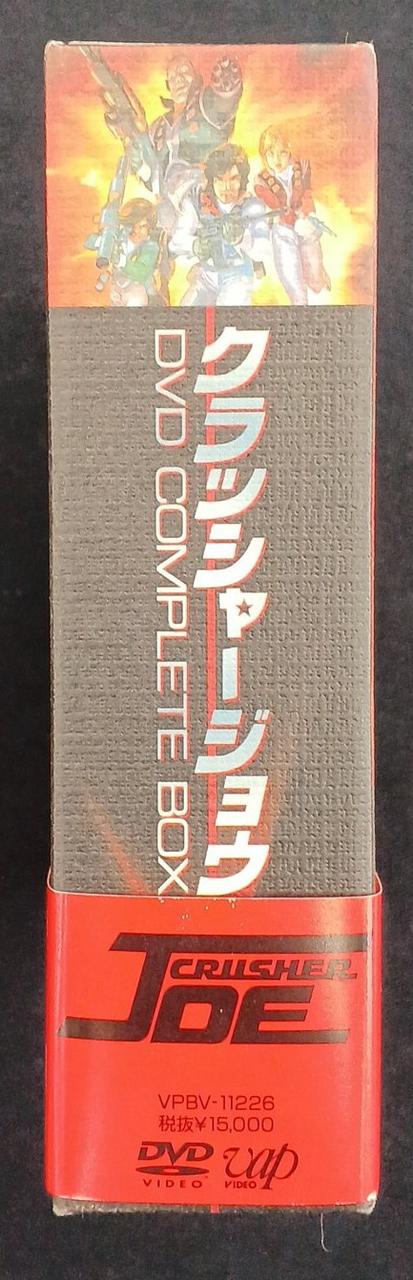 クラッシャージョウ
DVD COMPLETE BOX
CRUSHER
JOE
VPBV-11226
税抜¥15,000
DVD
VIDEO™
vap
VIDEO